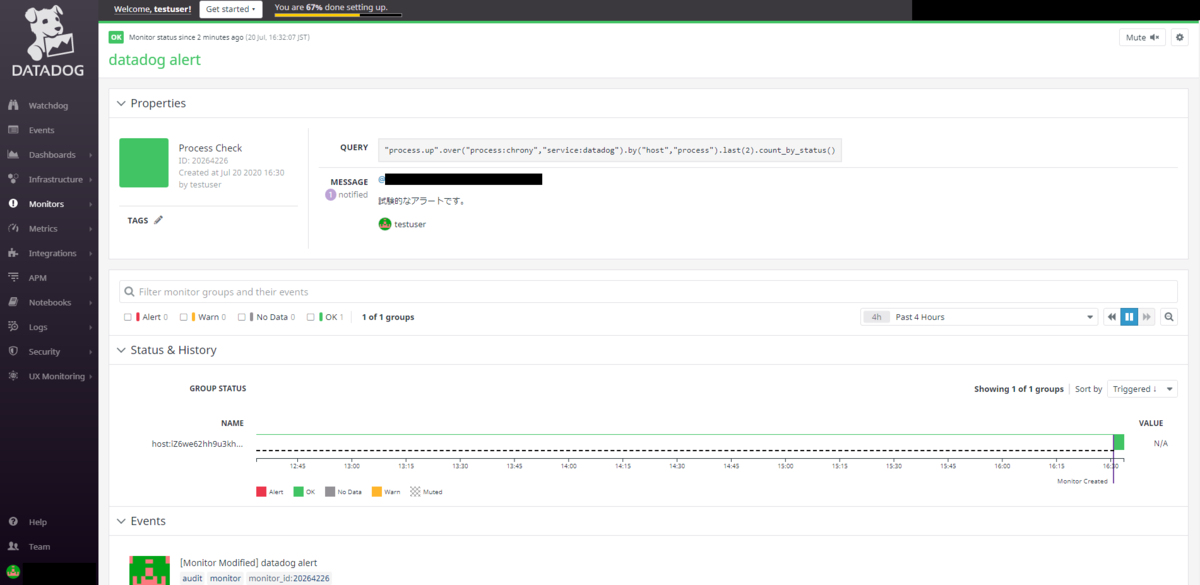 DATADOG
Welcome, testuser!
Get started
You are 67% done setting up.
Watchdog
Events
Dashboards
Infrastructure
Monitors
Metrics
Integrations
APM
Notebooks
Logs
Security
UX Monitoring
Help
Team
OK Monitor status since 2 minutes ago (20 Jul, 16:32:07 JST)
Mute
datadog alert
Properties
Process Check
ID: 20264226
Created at Jul 20 2020 16:30
by testuser
TAGS
QUERY
"process.up".over("process:chrony","service:datadog").by("host","process").last(2).count_by_status()
MESSAGE
1 notified
@
試験的なアラートです。
testuser
Filter monitor groups and their events
Alert 0 Warn 0 No Data 0 OK 1 1 of 1 groups
4h Past 4 Hours
Status & History
GROUP STATUS
Showing 1 of 1 groups Sort by Triggered ↓
NAME
VALUE
host:iZ6we62hh9u3kh...
N/A
12:45 13:00 13:15 13:30 13:45 14:00 14:15 14:30 14:45 15:00 15:15 15:30 15:45 16:00 16:15 16:30
Monitor Created
Alert OK No Data Warn Muted
Events
[Monitor Modified] datadog alert
audit monitor monitor_id:20264226